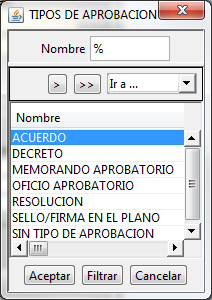 TIPOS DE APROBACION
Nombre %
> >> Ir a ...
Nombre
ACUERDO
DECRETO
MEMORANDO APROBATORIO
OFICIO APROBATORIO
RESOLUCION
SELLO/FIRMA EN EL PLANO
SIN TIPO DE APROBACION
Aceptar Filtrar Cancelar